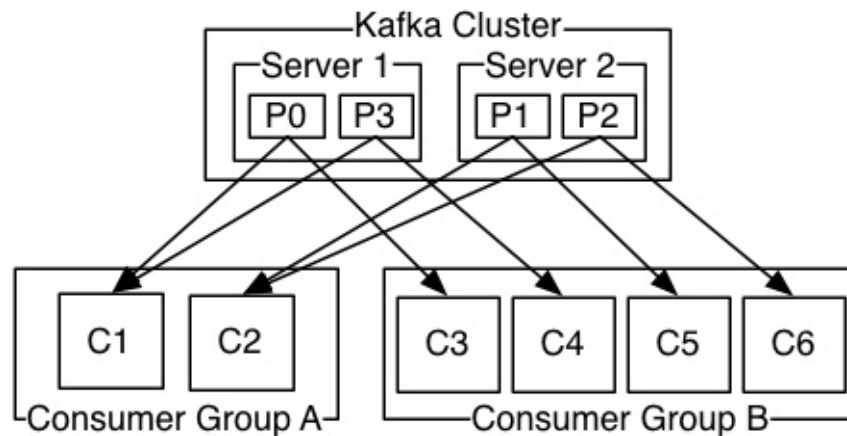 Kafka Cluster
Server 1 Server 2
P0 P3 P1 P2
C1 C2 C3 C4 C5 C6
Consumer Group A Consumer Group B